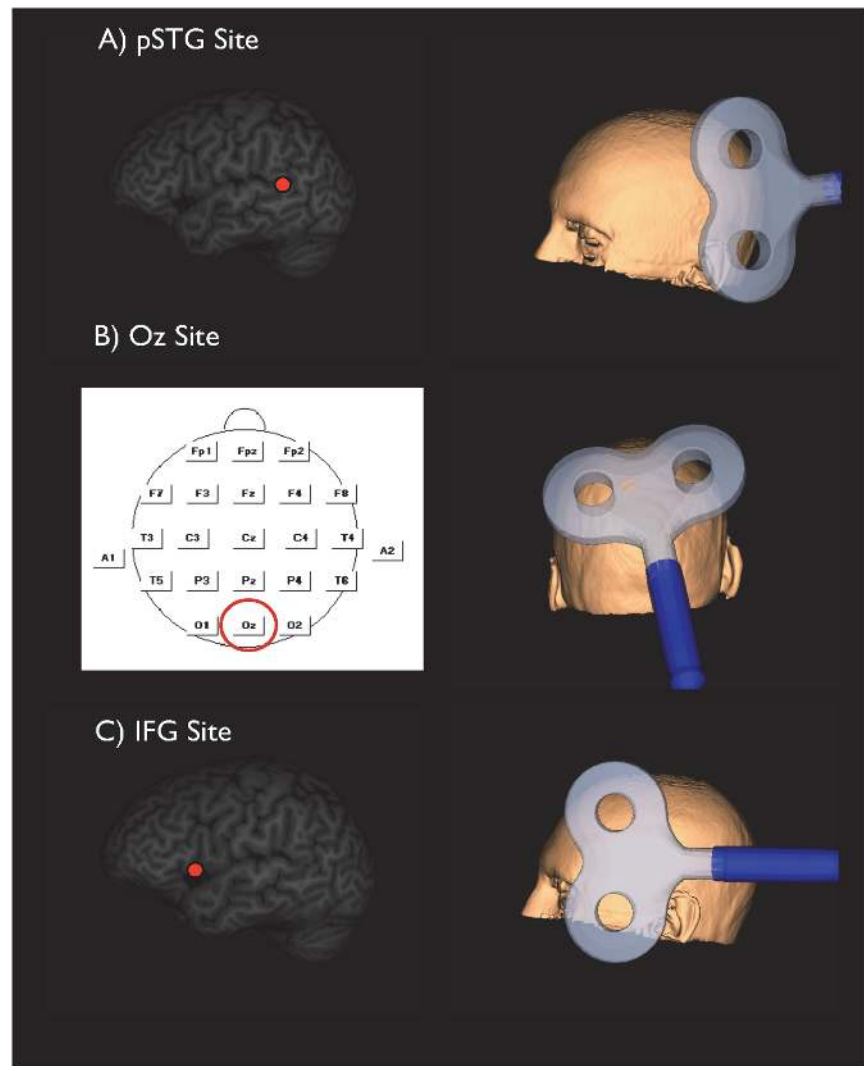 A) pSTG Site
B) Oz Site
Fp1 Fpz Fp2
F7 F3 Fz F4 F8
T3 C3 Cz C4 T4
A1 A2
T5 P3 Pz P4 T6
O1 Oz O2
C) IFG Site